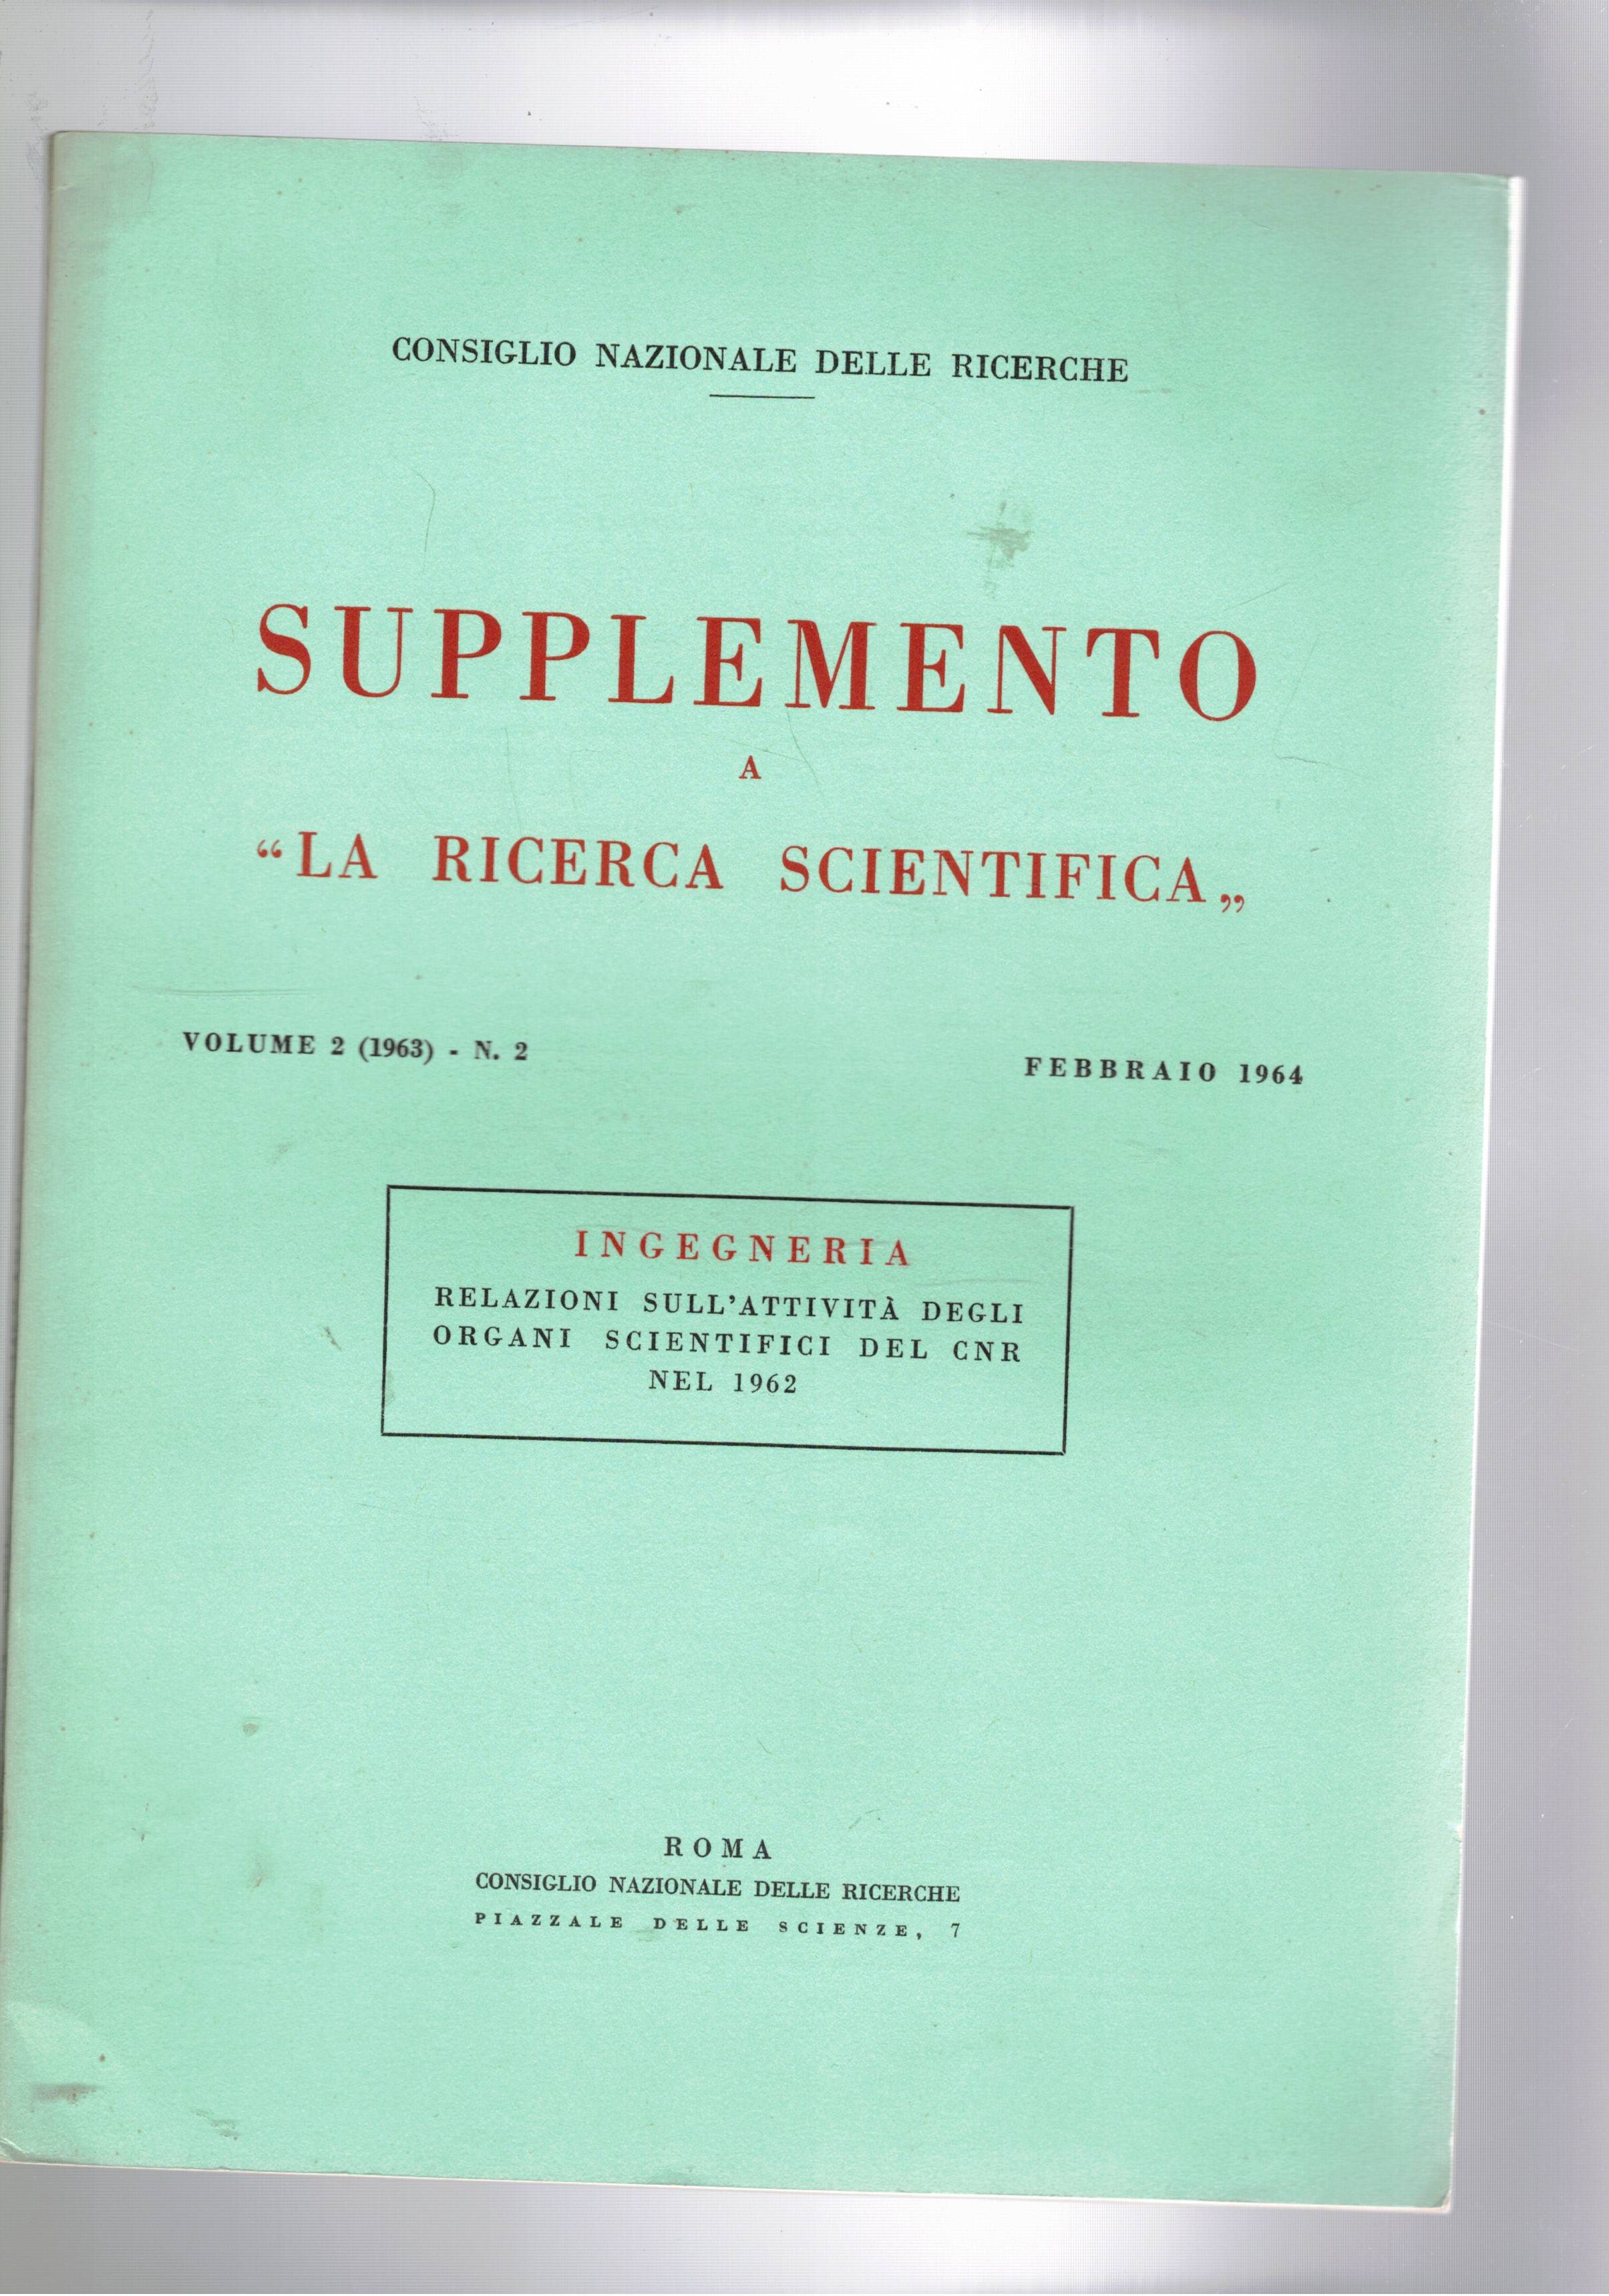 CONSIGLIO NAZIONALE DELLE RICERCHE
SUPPLEMENTO
A
“LA RICERCA SCIENTIFICA„
VOLUME 2 (1963) - N. 2
FEBBRAIO 1964
INGEGNERIA
RELAZIONI SULL'ATTIVITÀ DEGLI
ORGANI SCIENTIFICI DEL CNR
NEL 1962
ROMA
CONSIGLIO NAZIONALE DELLE RICERCHE
PIAZZALE DELLE SCIENZE, 7